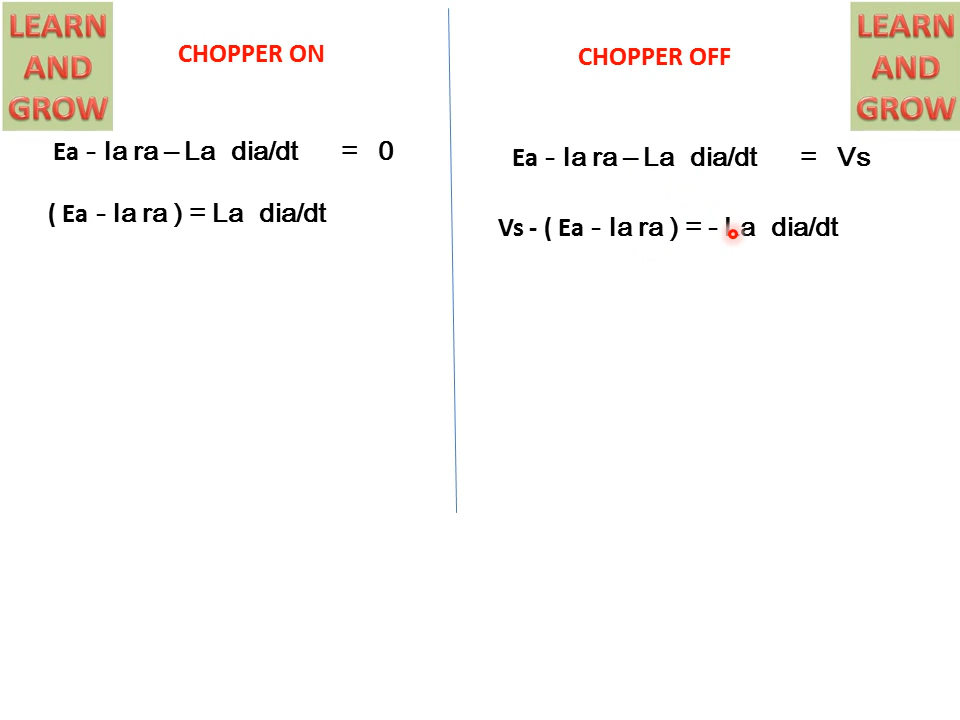 LEARN
AND
GROW
CHOPPER ON
Ea - Ia ra – La dia/dt = 0
( Ea - Ia ra ) = La dia/dt
CHOPPER OFF
Ea - Ia ra – La dia/dt = Vs
Vs - ( Ea - Ia ra ) = - La dia/dt
LEARN
AND
GROW